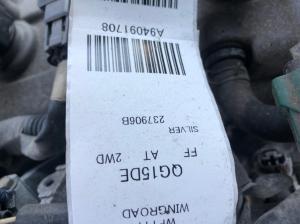 WINGROAD
QG15DE
FF AT 2WD
SILVER
237906B
A94091708